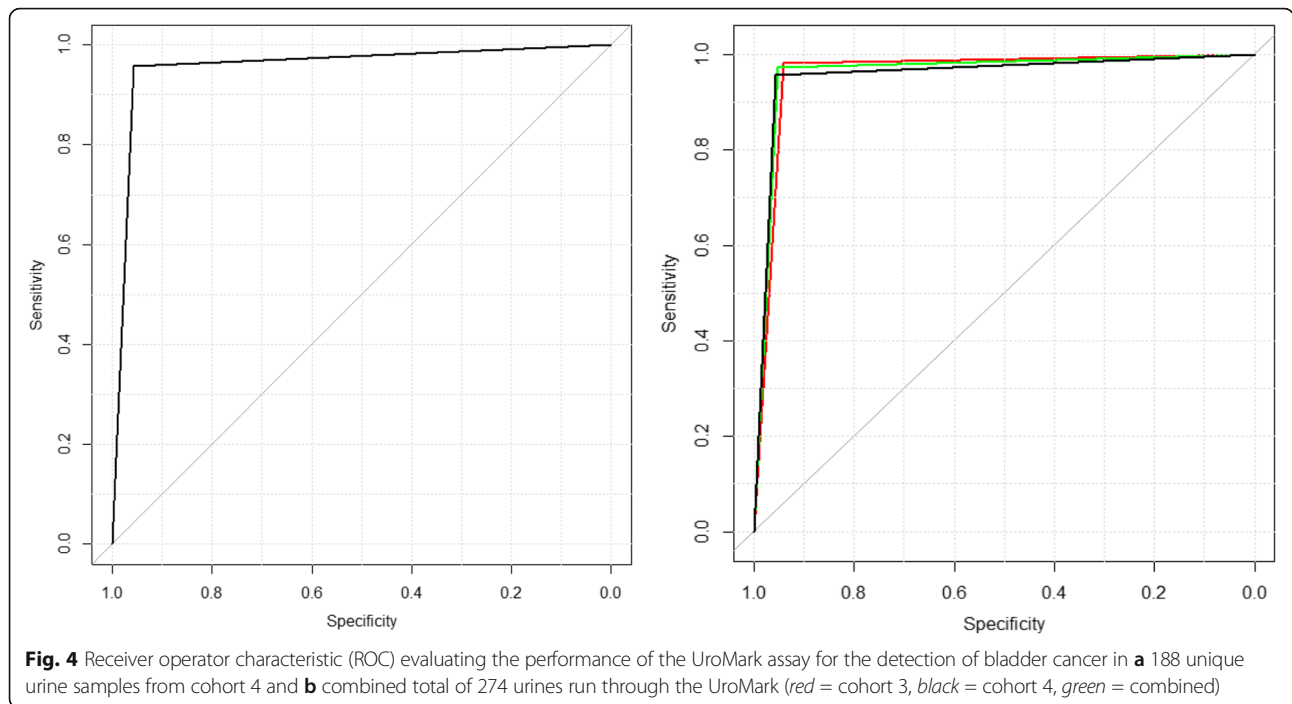 1.0
0.8
0.6
0.4
0.2
0.0
Sensitivity
1.0 0.8 0.6 0.4 0.2 0.0
Specificity
1.0
0.8
0.6
0.4
0.2
0.0
Sensitivity
1.0 0.8 0.6 0.4 0.2 0.0
Specificity
Fig. 4 Receiver operator characteristic (ROC) evaluating the performance of the UroMark assay for the detection of bladder cancer in a 188 unique
urine samples from cohort 4 and b combined total of 274 urines run through the UroMark (red = cohort 3, black = cohort 4, green = combined)